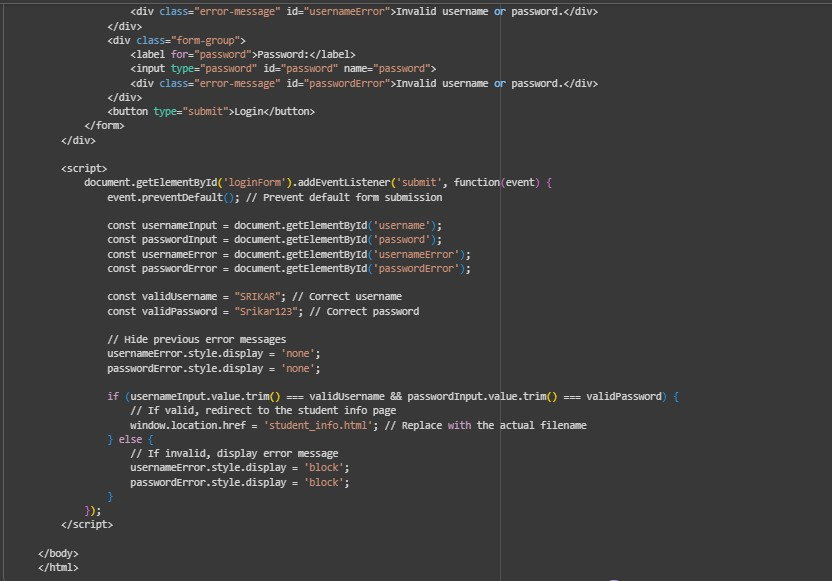 <div class="error-message" id="usernameError">Invalid username or password.</div>
</div>
<div class="form-group">
<label for="password">Password:</label>
<input type="password" id="password" name="password">
<div class="error-message" id="passwordError">Invalid username or password.</div>
</div>
<button type="submit">Login</button>
</form>
</div>
<script>
document.getElementById('loginForm').addEventListener('submit', function(event) {
event.preventDefault(); // Prevent default form submission
const usernameInput = document.getElementById('username');
const passwordInput = document.getElementById('password');
const usernameError = document.getElementById('usernameError');
const passwordError = document.getElementById('passwordError');
const validUsername = "SRIKAR"; // Correct username
const validPassword = "Srikar123"; // Correct password
// Hide previous error messages
usernameError.style.display = 'none';
passwordError.style.display = 'none';
if (usernameInput.value.trim() === validUsername && passwordInput.value.trim() === validPassword) {
// If valid, redirect to the student info page
window.location.href = 'student_info.html'; // Replace with the actual filename
} else {
// If invalid, display error message
usernameError.style.display = 'block';
passwordError.style.display = 'block';
}
});
</script>
</body>
</html>